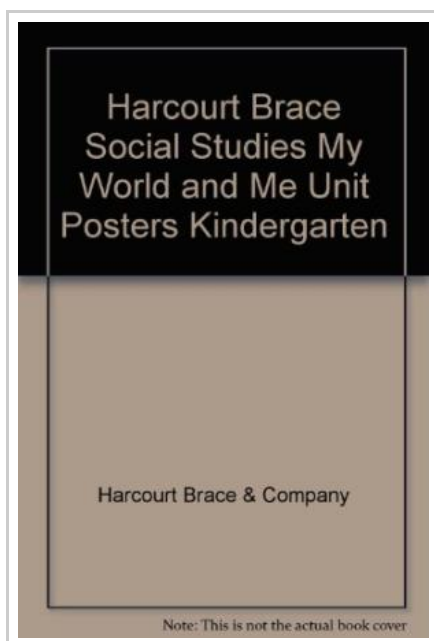 Harcourt Brace
Social Studies My
World and Me Unit
Posters Kindergarten
Harcourt Brace & Company
Note: This is not the actual book cover